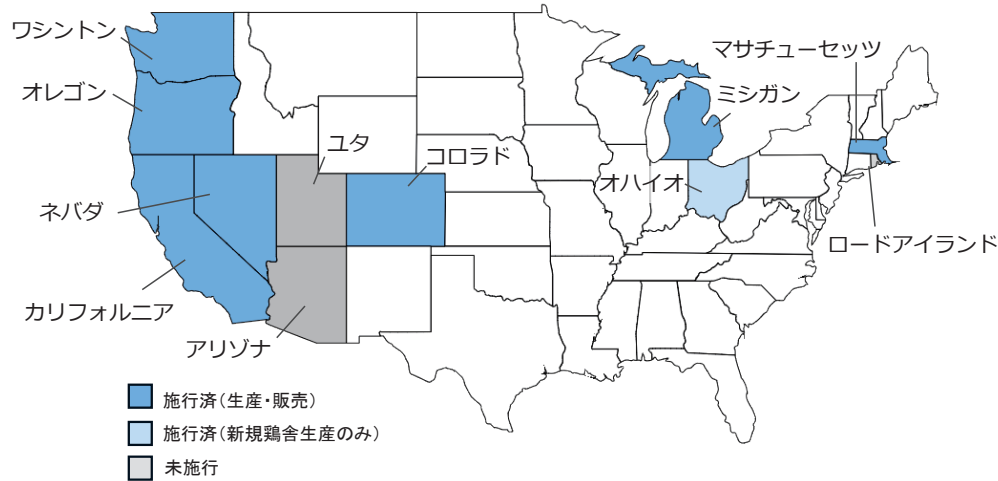 ワシントン
オレゴン
ネバダ
カリフォルニア
アリゾナ
ユタ
コロラド
マサチューセッツ
ミシガン
オハイオ
ロードアイランド
施行済(生産・販売)
施行済(新規鶏舎生産のみ)
未施行